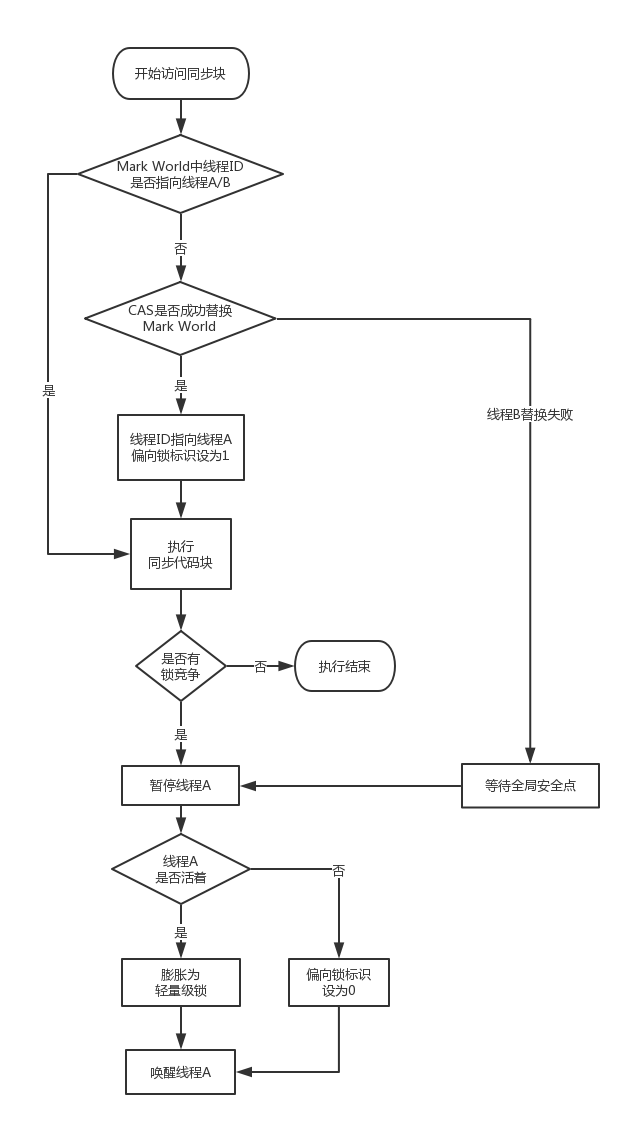 开始访问同步块
Mark World中线程ID
是否指向线程A/B
否
CAS是否成功替换
Mark World
是
是
线程B替换失败
线程ID指向线程A
偏向锁标识设为1
执行
同步代码块
是否有
锁竞争
否
执行结束
是
暂停线程A
等待全局安全点
线程A
是否活着
否
是
膨胀为
轻量级锁
偏向锁标识
设为0
唤醒线程A